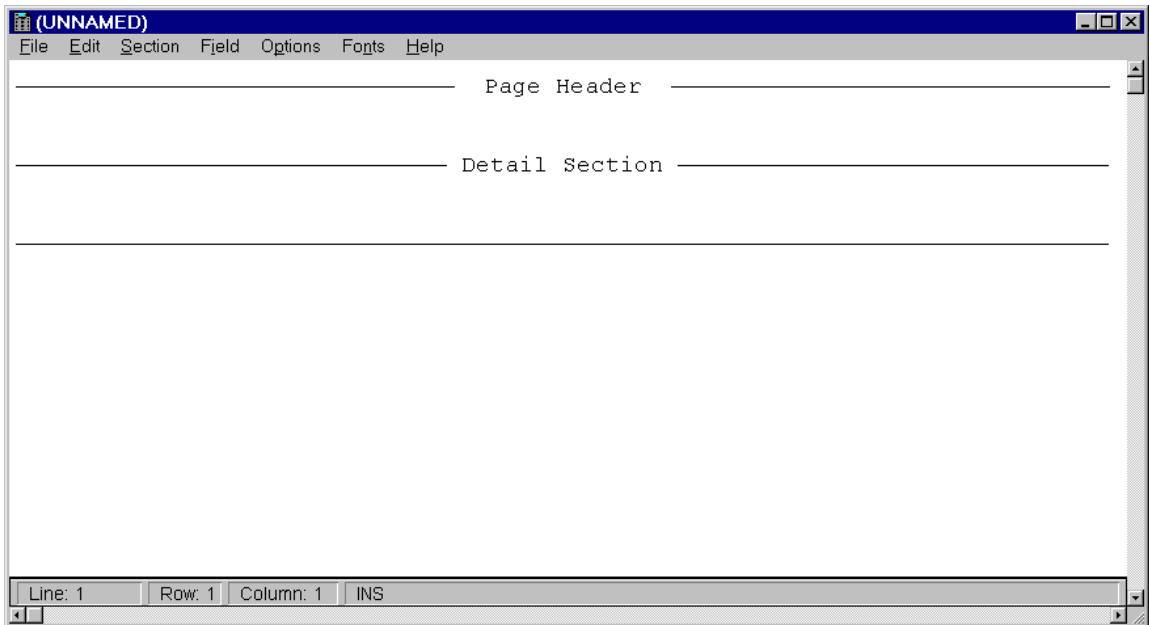 (UNNAMED)
File Edit Section Field Options Fonts Help
Page Header
Detail Section
Line: 1 Row: 1 Column: 1 INS